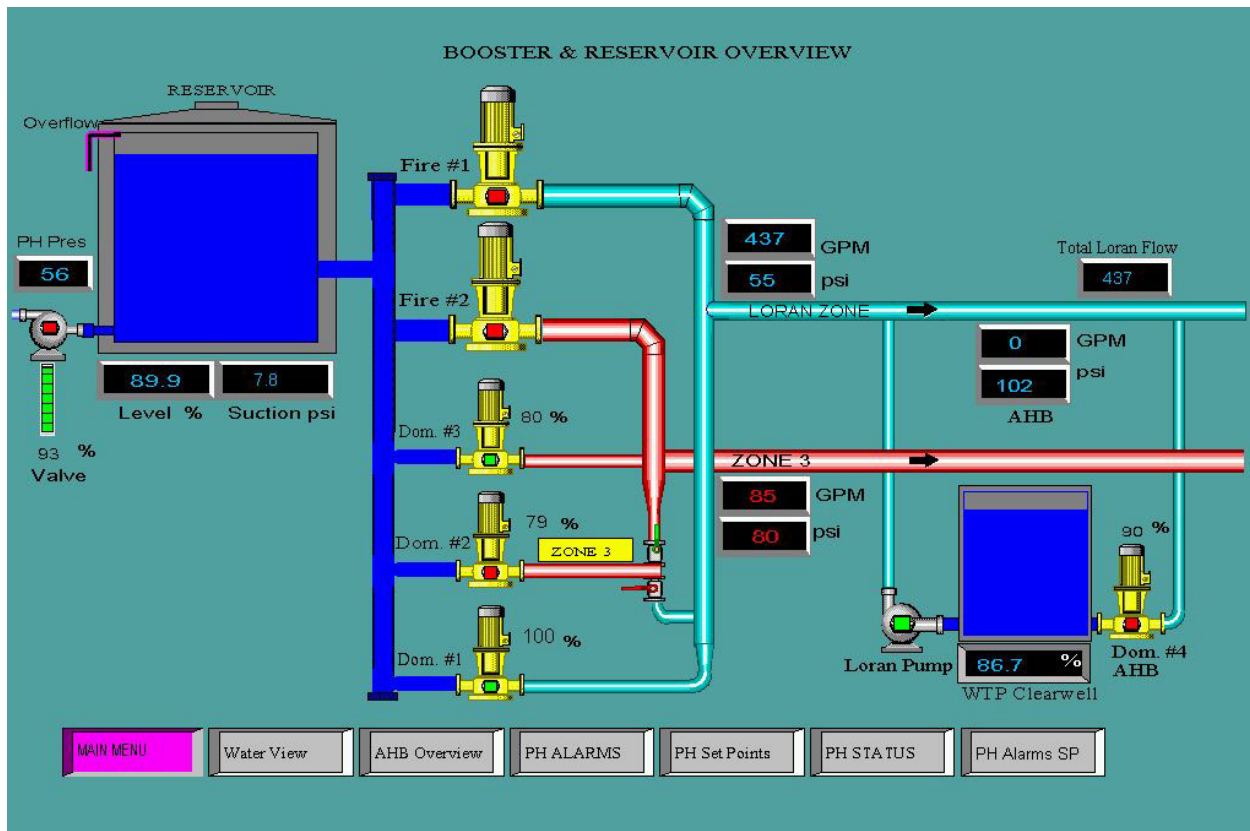 BOOSTER & RESERVOIR OVERVIEW
RESERVOIR
Overflow
Fire #1
PH Pres
56
437 GPM
55 psi
Total Loran Flow
437
Fire #2
LORAN ZONE
0 GPM
102 psi
AHB
89.9 7.8
Level % Suction psi
80 %
Dom. #3
93 %
Valve
ZONE 3
85 GPM
80 psi
79 %
Dom. #2
ZONE 3
90 %
100 %
Dom. #1
Loran Pump
86.7 %
WTP Clearwell
Dom. #4
AHB
MAIN MENU
Water View
AHB Overview
PH ALARMS
PH Set Points
PH STATUS
PH Alarms SP